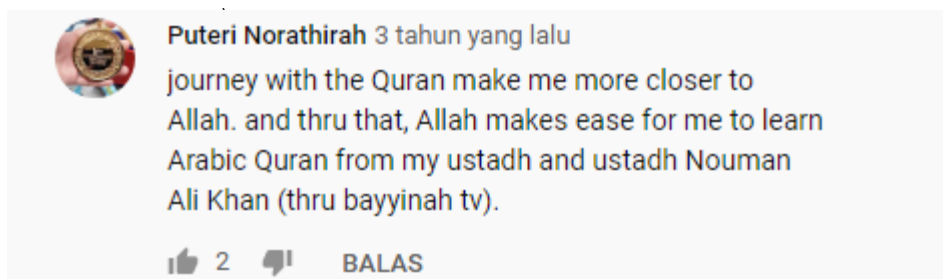 Puteri Norathirah 3 tahun yang lalu
journey with the Quran make me more closer to
Allah. and thru that, Allah makes ease for me to learn
Arabic Quran from my ustadh and ustadh Nouman
Ali Khan (thru bayyinah tv).
2 BALAS